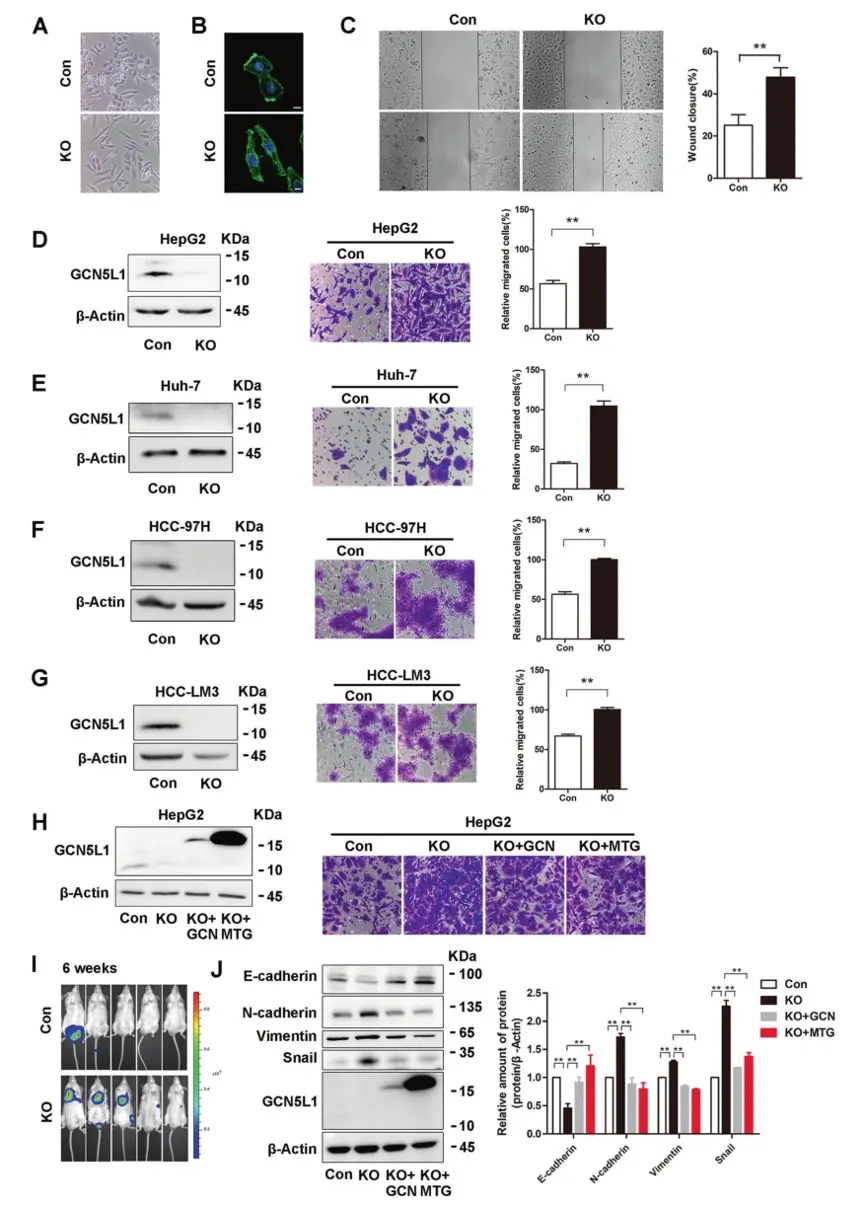 A
B
C
Con
KO
Con
KO
Con
KO
Wound closure(%)
60
40
20
0
**
Con
KO
D
HepG2
KDa
GCN5L1
-15
-10
β-Actin
-45
Con
KO
HepG2
Con
KO
Relative migrated cells(%)
150
100
50
0
**
Con
KO
E
Huh-7
KDa
GCN5L1
-15
-10
β-Actin
-45
Con
KO
Huh-7
Con
KO
Relative migrated cells(%)
150
100
50
0
**
Con
KO
F
HCC-97H
KDa
GCN5L1
-15
-10
β-Actin
-45
Con
KO
HCC-97H
Con
KO
Relative migrated cells(%)
150
100
50
0
**
Con
KO
G
HCC-LM3
KDa
GCN5L1
-15
-10
β-Actin
-45
Con
KO
HCC-LM3
Con
KO
Relative migrated cells(%)
150
100
50
0
**
Con
KO
H
HepG2
KDa
GCN5L1
-15
-10
β-Actin
-45
Con KO KO+ KO+
GCN MTG
HepG2
Con KO KO+GCN KO+MTG
I
6 weeks
Con
KO
J
KDa
E-cadherin
-100
N-cadherin
-135
Vimentin
-65
Snail
-35
GCN5L1
-15
-10
β-Actin
-45
Con KO KO+ KO+
GCN MTG
Relative amount of protein
(protein/β -Actin)
2.5
2.0
1.5
1.0
0.5
0.0
** ** **
** ** **
** ** **
** ** **
Con
KO
KO+GCN
KO+MTG
E-cadherin
N-cadherin
Vimentin
Snail